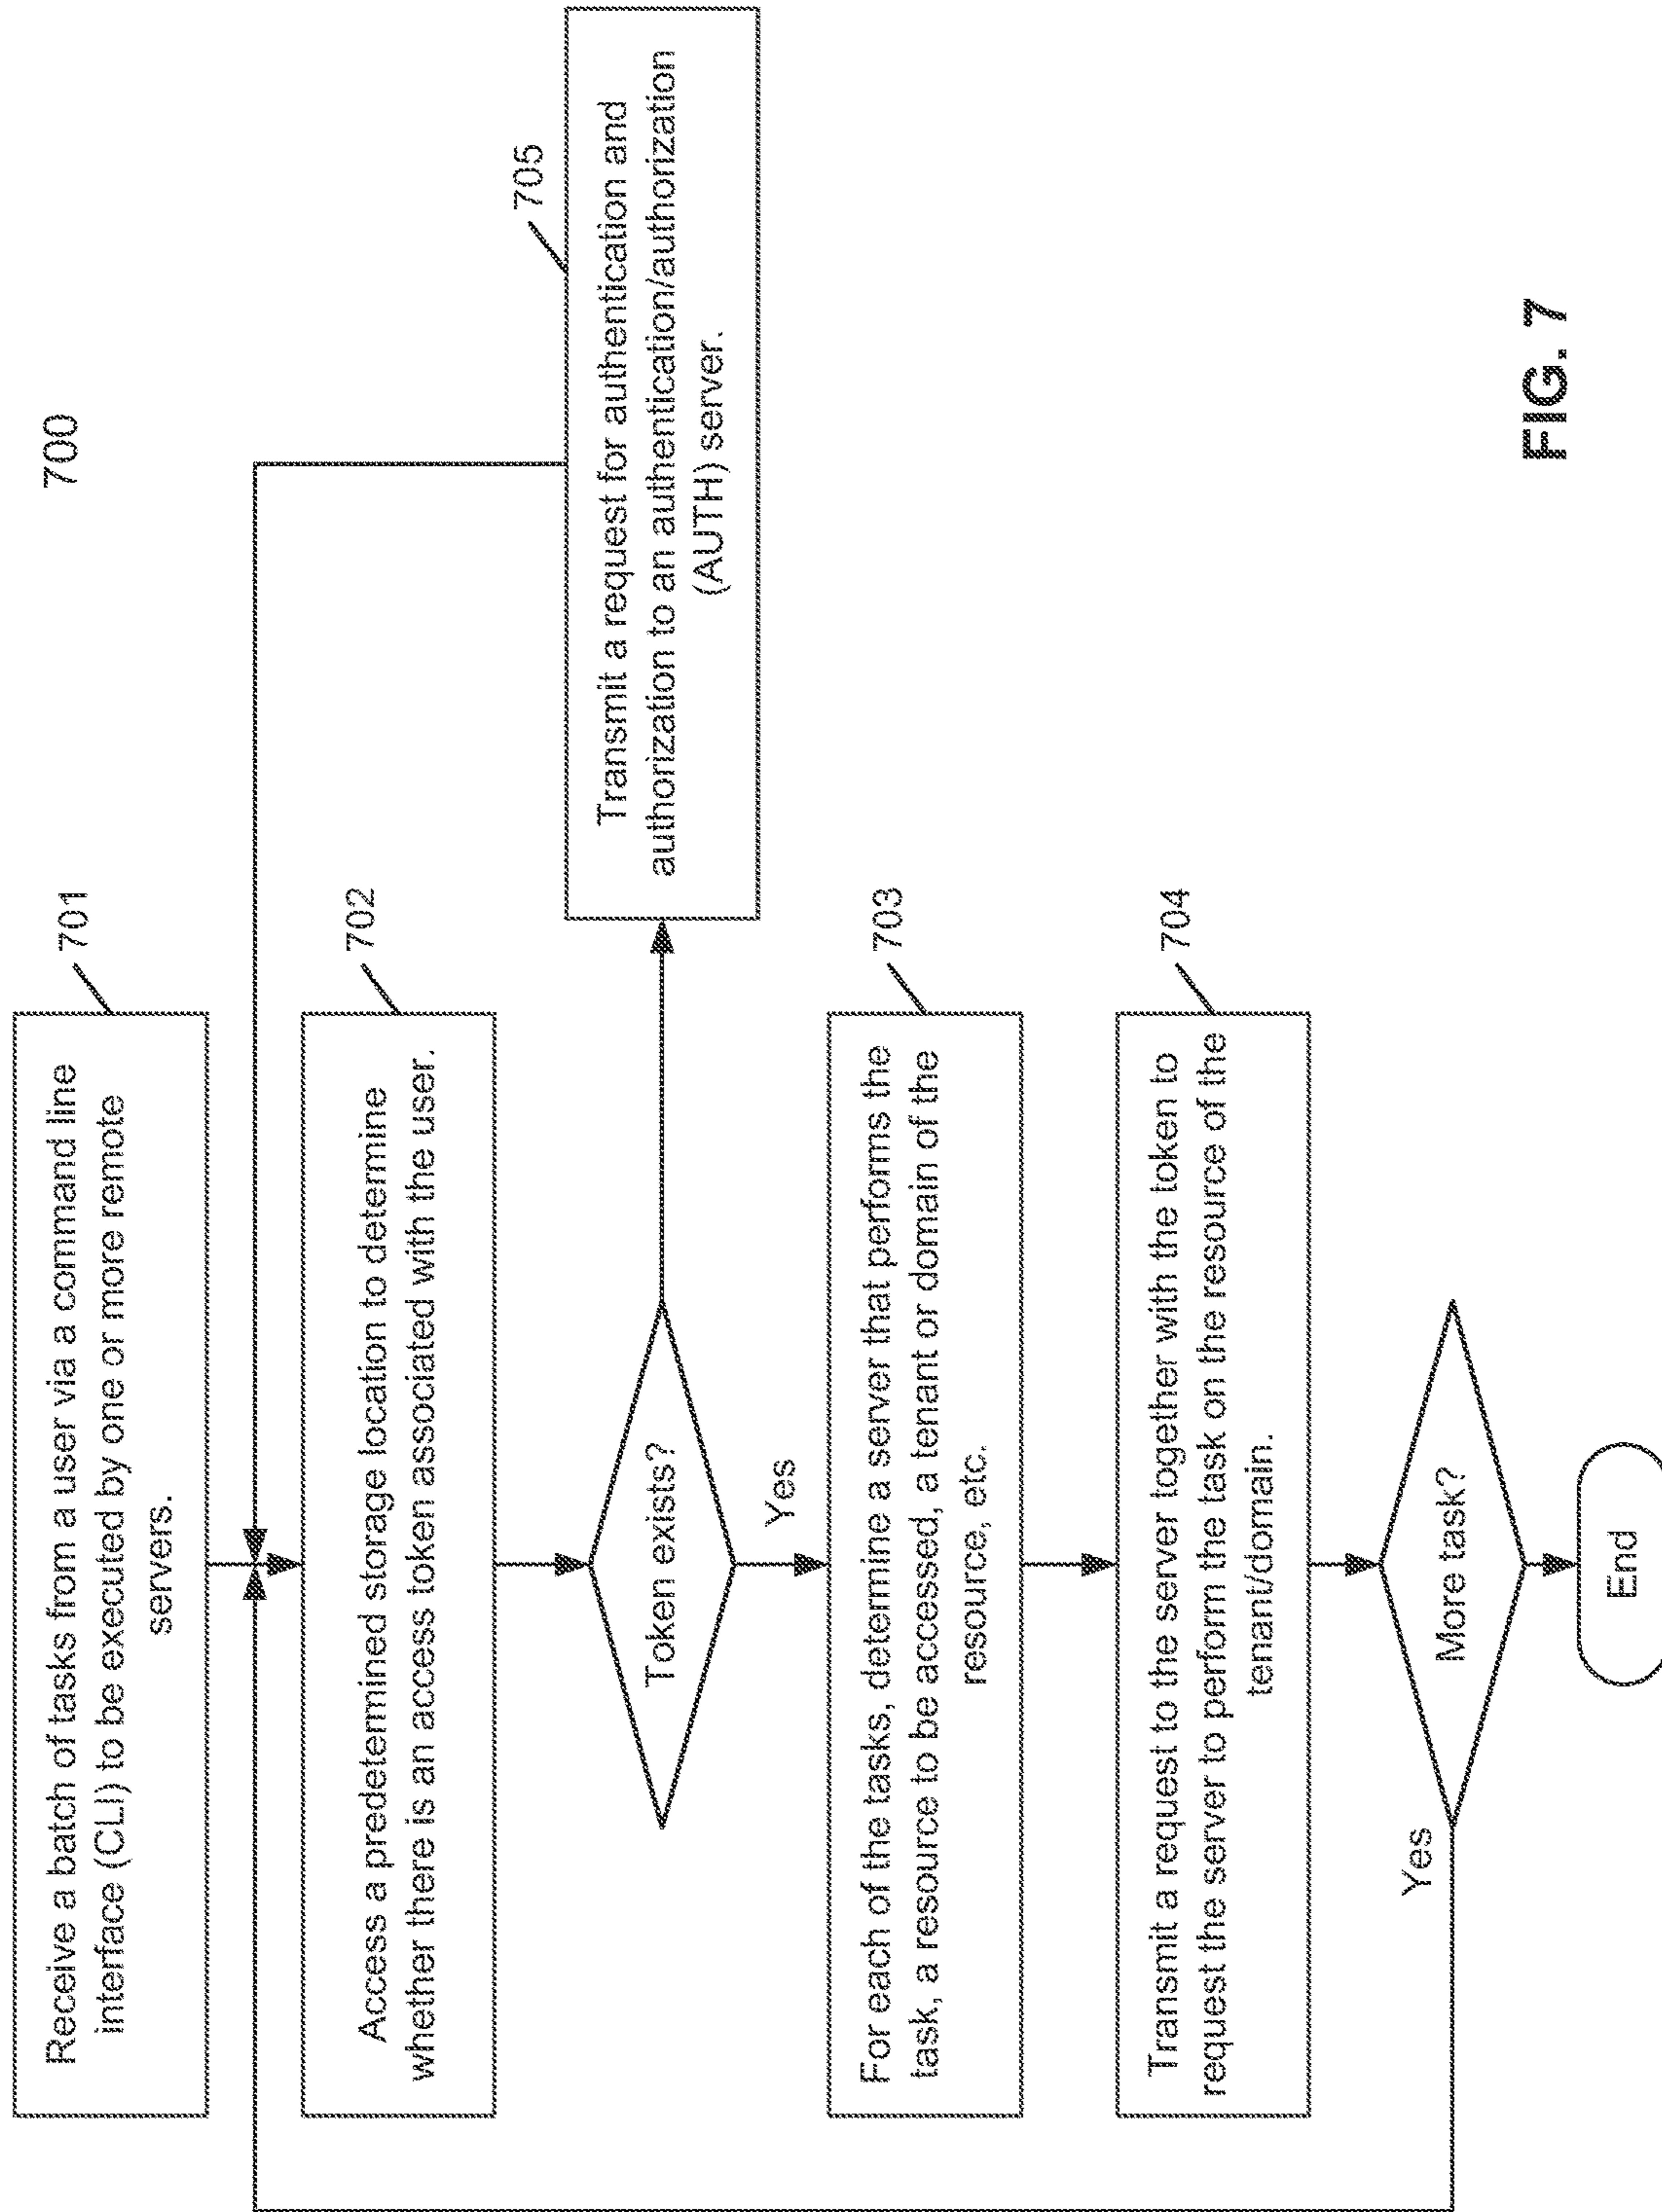 700
Receive a batch of tasks from a user via a command line
interface (CLI) to be executed by one or more remote
servers.
701
Access a predetermined storage location to determine
whether there is an access token associated with the user.
702
Token exists?
Transmit a request for authentication and
authorization to an authentication/authorization
(AUTH) server.
705
Yes
For each of the tasks, determine a server that performs the
task, a resource to be accessed, a tenant or domain of the
resource, etc.
703
Transmit a request to the server together with the token to
request the server to perform the task on the resource of the
tenant/domain.
704
Yes
More task?
End
FIG. 7